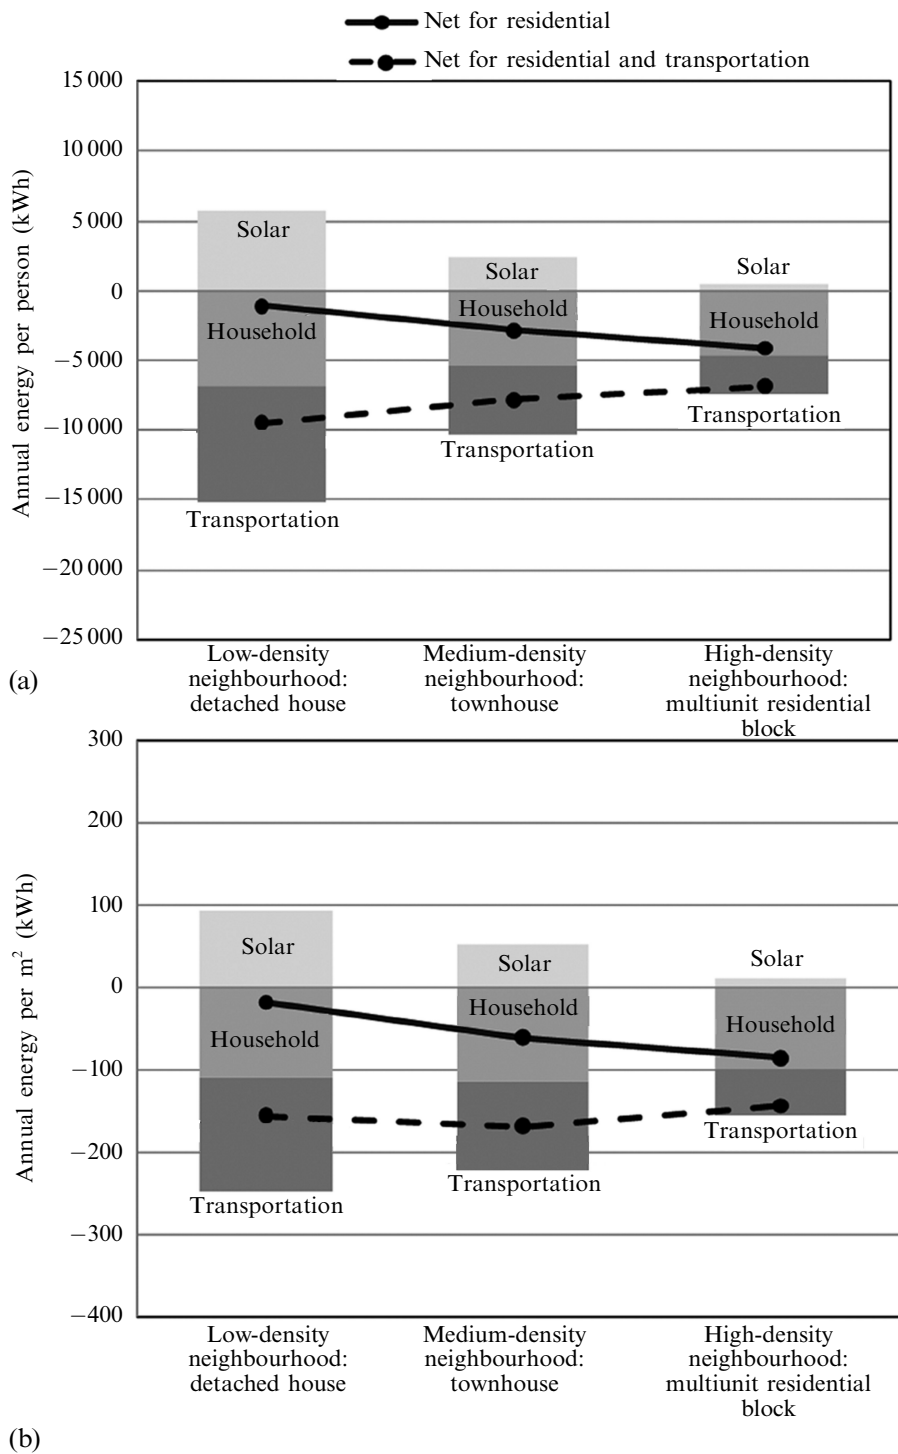 Net for residential
Net for residential and transportation
Annual energy per person (kWh)
15 000
10 000
5 000
0
−5 000
−10 000
−15 000
−20 000
−25 000
Solar
Household
Transportation
Solar
Household
Transportation
Solar
Household
Transportation
(a)
Low-density
neighbourhood:
detached house
Medium-density
neighbourhood:
townhouse
High-density
neighbourhood:
multiunit residential
block
Annual energy per m² (kWh)
300
200
100
0
−100
−200
−300
−400
Solar
Household
Transportation
Solar
Household
Transportation
Solar
Household
Transportation
Low-density
neighbourhood:
detached house
Medium-density
neighbourhood:
townhouse
High-density
neighbourhood:
multiunit residential
block
(b)